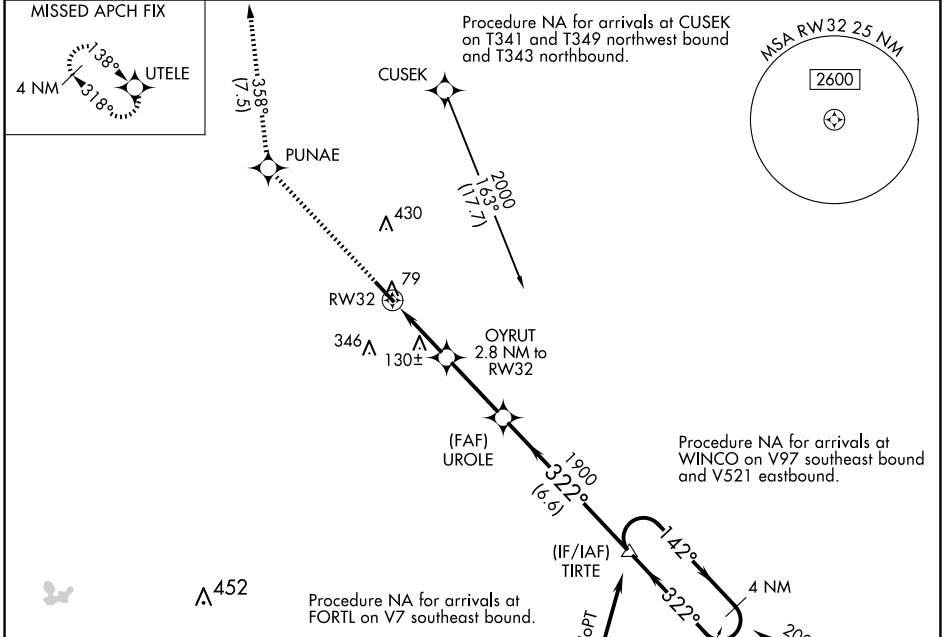 MISSED APCH FIX
138°
UTELE
4 NM
318°
358°
(7.5)
Procedure NA for arrivals at CUSEK
on T341 and T349 northwest bound
and T343 northbound.
CUSEK
MSA RW32 25 NM
2600
PUNAE
2000
163°
(17.7)
430
79
RW32
346
130±
OYRUT
2.8 NM to
RW32
(FAF)
UROLE
Procedure NA for arrivals at
WINCO on V97 southeast bound
and V521 eastbound.
1900
322°
(6.6)
142°
(IF/IAF)
TIRTE
4 NM
322°
452
Procedure NA for arrivals at
FORTL on V7 southeast bound.